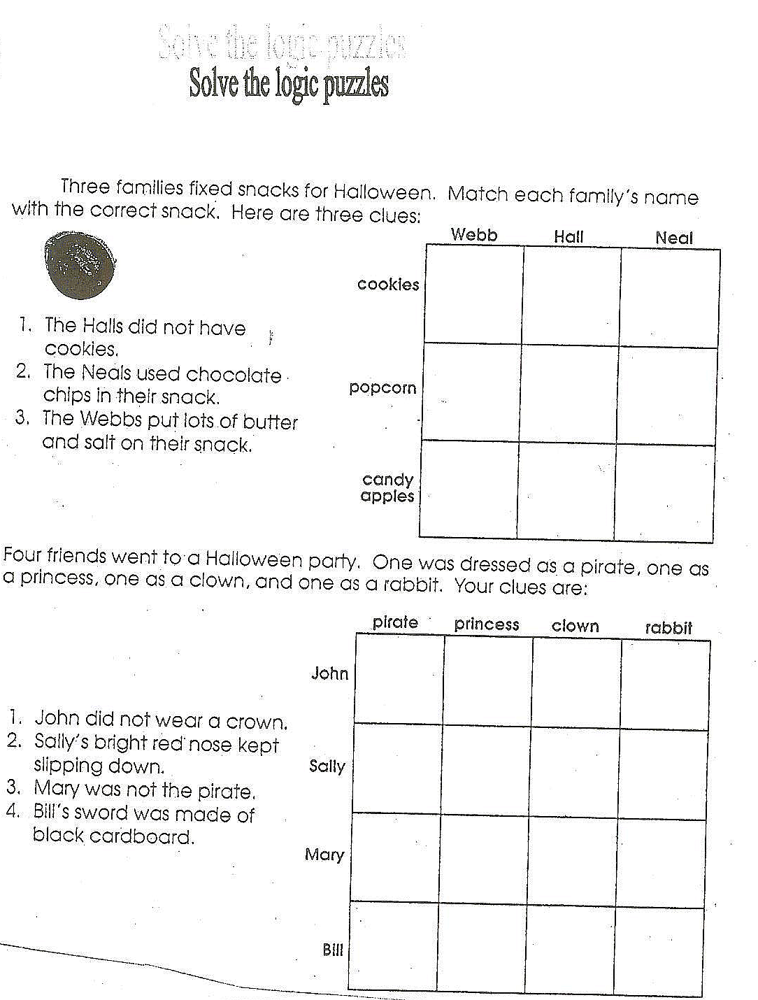 Solve the logic puzzles
Solve the logic puzzles
Three families fixed snacks for Halloween. Match each family's name
with the correct snack. Here are three clues:
Webb Hall Neal
cookies
1. The Halls did not have
cookies.
2. The Neals used chocolate
chips in their snack.
popcorn
3. The Webbs put lots of butter
and salt on their snack.
candy
apples
Four friends went to a Halloween party. One was dressed as a pirate, one as
a princess, one as a clown, and one as a rabbit. Your clues are:
pirate princess clown rabbit
John
1. John did not wear a crown.
2. Sally's bright red nose kept
slipping down.
Sally
3. Mary was not the pirate.
4. Bill's sword was made of
black cardboard.
Mary
Bill